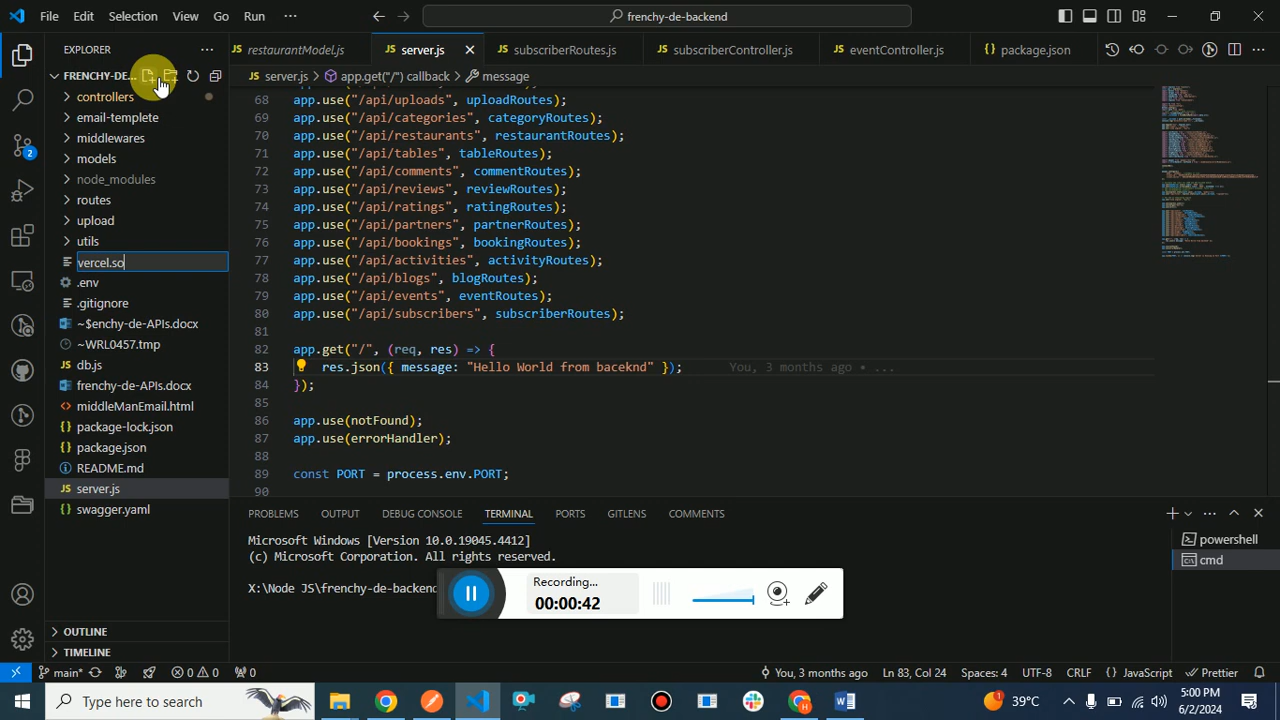 File Edit Selection View Go Run ··· frenchy-de-backend
EXPLORER ···
restaurantModel.js server.js subscriberRoutes.js subscriberController.js eventController.js package.json
FRENCHY-DE...
server.js > app.get("/") callback > message
controllers
email-templete
middlewares
models
node_modules
routes
upload
utils
vercel.so
.env
.gitignore
~$enchy-de-APIs.docx
~WRL0457.tmp
db.js
frenchy-de-APIs.docx
middleManEmail.html
package-lock.json
package.json
README.md
server.js
swagger.yaml
OUTLINE
TIMELINE
68 app.use("/api/uploads", uploadRoutes);
69 app.use("/api/categories", categoryRoutes);
70 app.use("/api/restaurants", restaurantRoutes);
71 app.use("/api/tables", tableRoutes);
72 app.use("/api/comments", commentRoutes);
73 app.use("/api/reviews", reviewRoutes);
74 app.use("/api/ratings", ratingRoutes);
75 app.use("/api/partners", partnerRoutes);
76 app.use("/api/bookings", bookingRoutes);
77 app.use("/api/activities", activityRoutes);
78 app.use("/api/blogs", blogRoutes);
79 app.use("/api/events", eventRoutes);
80 app.use("/api/subscribers", subscriberRoutes);
81
82 app.get("/", (req, res) => {
83 res.json({ message: "Hello World from baceknd" }); You, 3 months ago • ...
84 });
85
86 app.use(notFound);
87 app.use(errorHandler);
88
89 const PORT = process.env.PORT;
90
PROBLEMS OUTPUT DEBUG CONSOLE TERMINAL PORTS GITLENS COMMENTS
Microsoft Windows [Version 10.0.19045.4412]
(c) Microsoft Corporation. All rights reserved.
X:\Node JS\frenchy-de-backend
powershell
cmd
Recording...
00:00:42
2
main* 0 0 0 You, 3 months ago Ln 83, Col 24 Spaces: 4 UTF-8 CRLF { } JavaScript Prettier
Type here to search
39°C
5:00 PM
6/2/2024